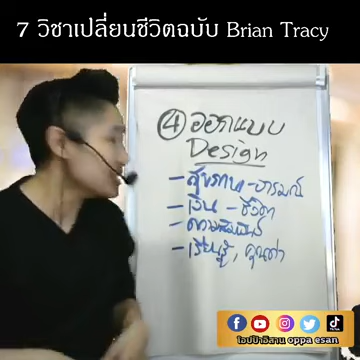 7 วิชาเปลี่ยนชีวิตฉบับ Brian Tracy
④ ออกแบบ
Design
- สุขภาพ - อารมณ์
- เงิน - ชีวิต
- ความสัมพันธ์
- เรียนรู้, คุณค่า
TikTok
โอปป้าอีสาน oppa esan